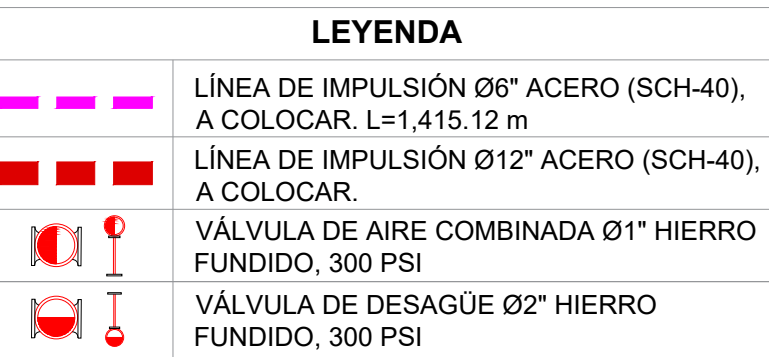 LEYENDA
LÍNEA DE IMPULSIÓN Ø6" ACERO (SCH-40),
A COLOCAR. L=1,415.12 m
LÍNEA DE IMPULSIÓN Ø12" ACERO (SCH-40),
A COLOCAR.
VÁLVULA DE AIRE COMBINADA Ø1" HIERRO
FUNDIDO, 300 PSI
VÁLVULA DE DESAGÜE Ø2" HIERRO
FUNDIDO, 300 PSI